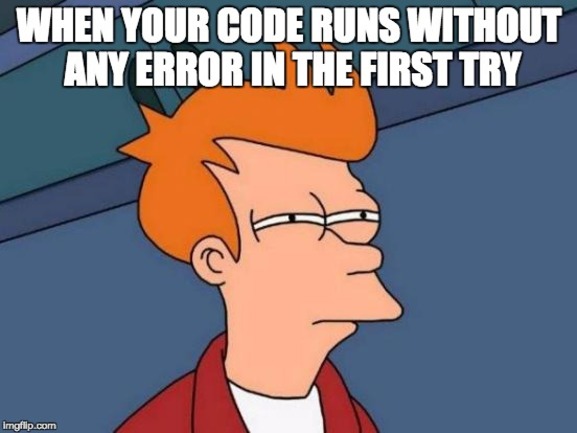 WHEN YOUR CODE RUNS WITHOUT
ANY ERROR IN THE FIRST TRY
imgflip.com